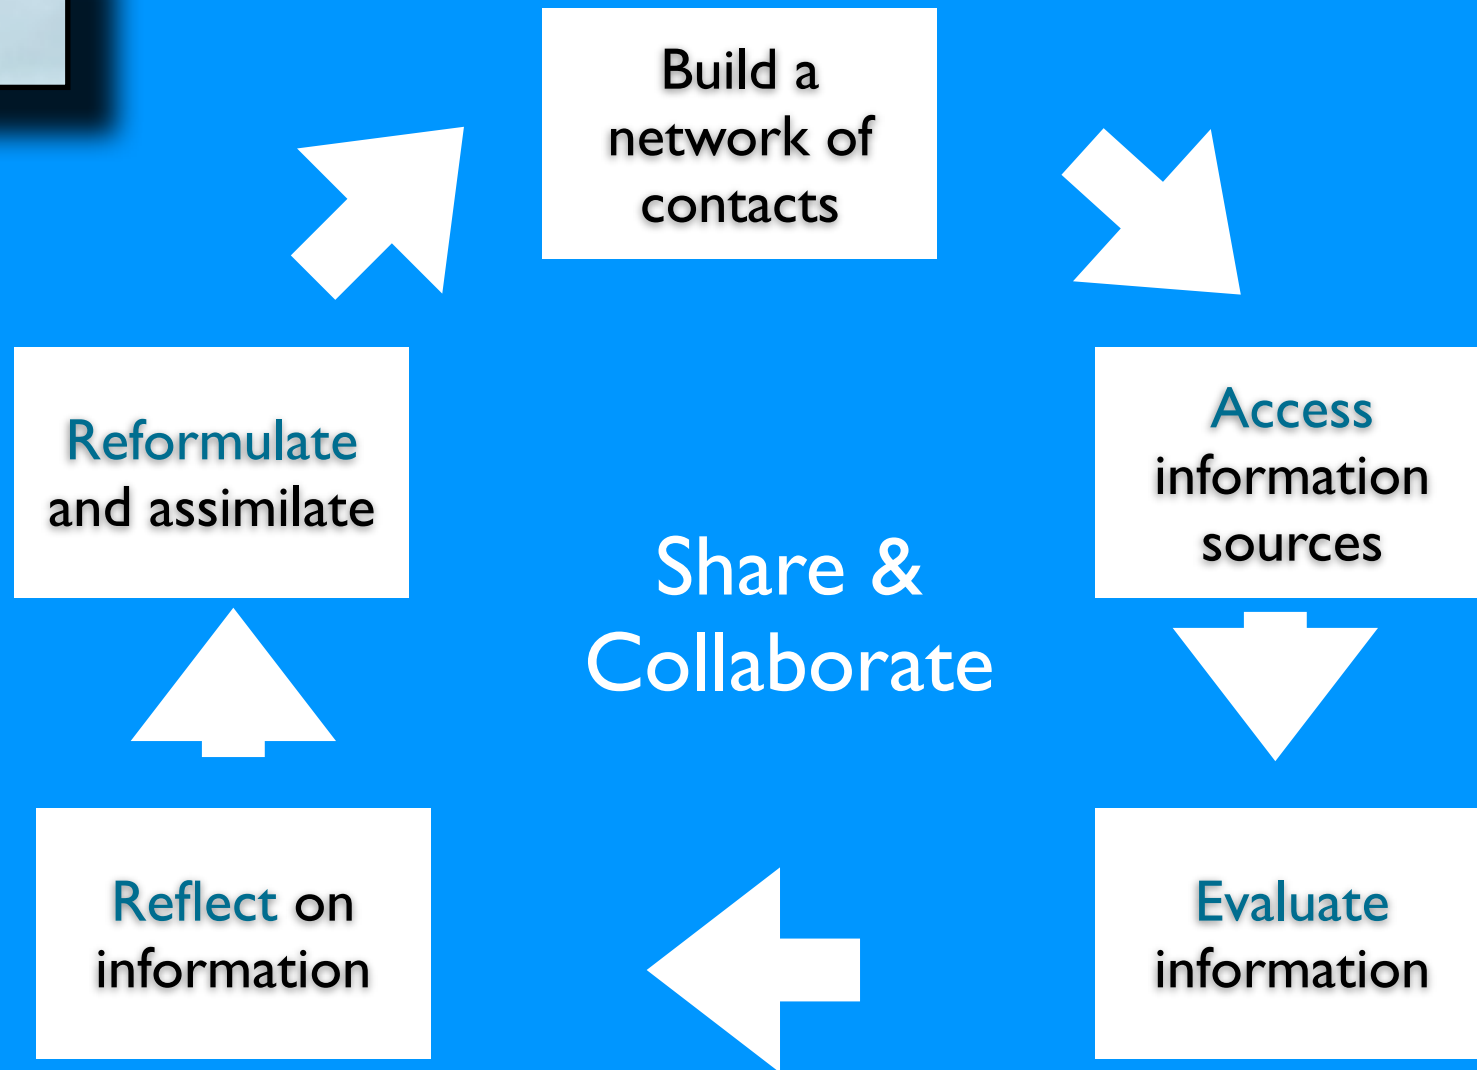 Build a
network of
contacts
Access
information
sources
Evaluate
information
Reflect on
information
Reformulate
and assimilate
Share &
Collaborate